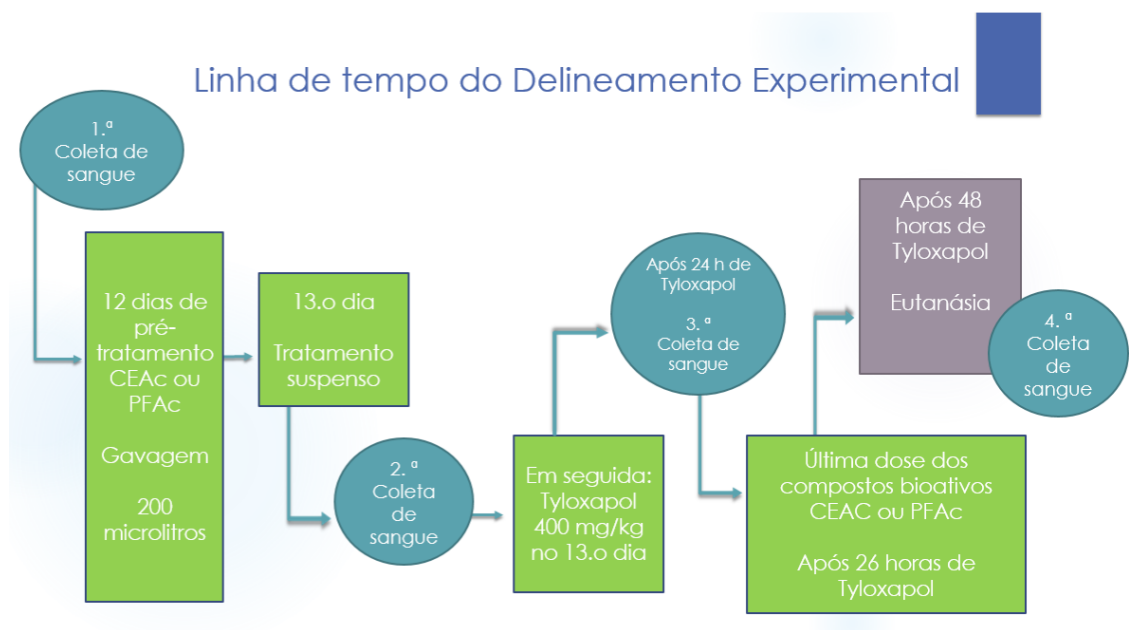 Linha de tempo do Delineamento Experimental
1.ª
Coleta de
sangue
12 dias de
pré-
tratamento
CEAc ou
PFAc
Gavagem
200
microlitros
13.o dia
Tratamento
suspenso
2. ª
Coleta
de
sangue
Em seguida:
Tyloxapol
400 mg/kg
no 13.o dia
Após 24 h de
Tyloxapol
3. ª
Coleta de
sangue
Última dose dos
compostos bioativos
CEAC ou PFAc
Após 26 horas de
Tyloxapol
Após 48
horas de
Tyloxapol
Eutanásia
4. ª
Coleta
de
sangue